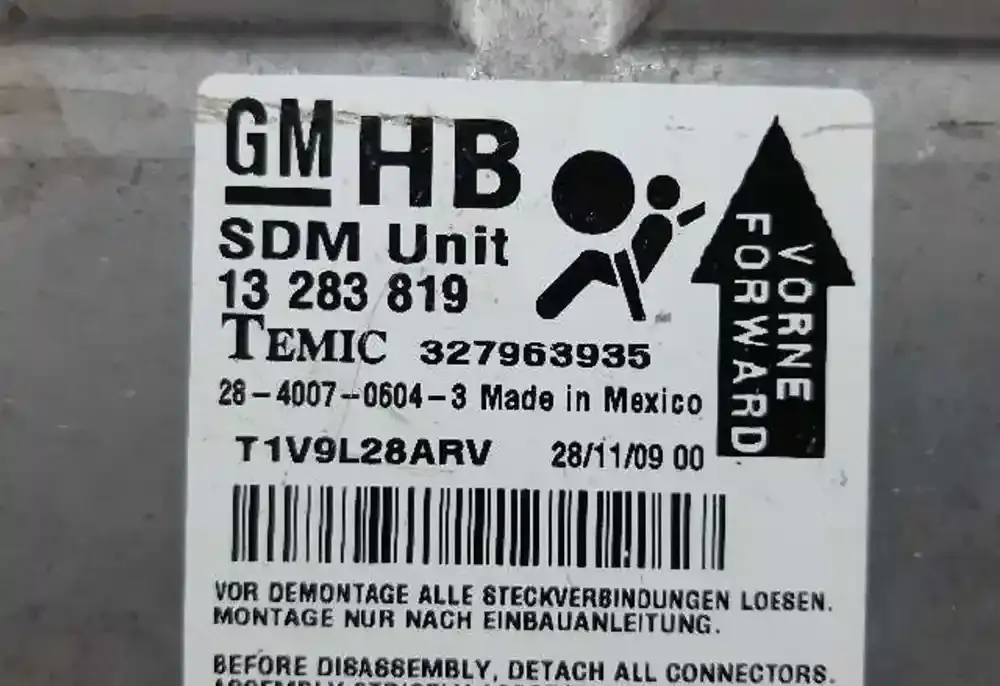 GM HB
SDM Unit
13 283 819
TEMIC 327963935
28-4007-0604-3 Made in Mexico
T1V9L28ARV 28/11/09 00
VORNE
FORWARD
VOR DEMONTAGE ALLE STECKVERBINDUNGEN LOESEN.
MONTAGE NUR NACH EINBAUANLEITUNG.
BEFORE DISASSEMBLY, DETACH ALL CONNECTORS.